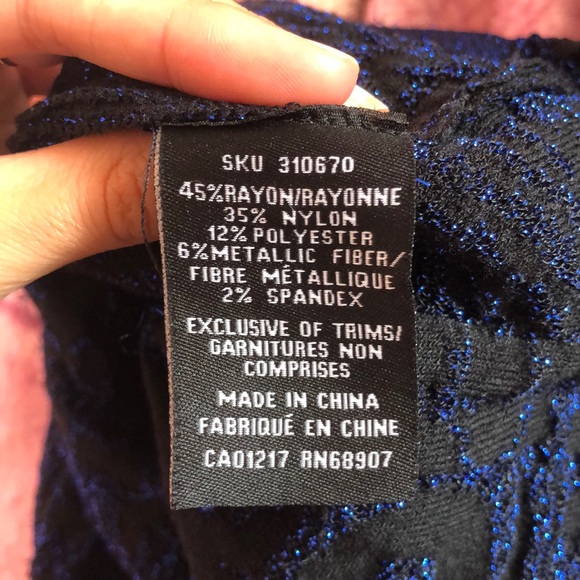 SKU 310670
45%RAYON/RAYONNE
35% NYLON
12%POLYESTER
6%METALLIC FIBER/
FIBRE MÉTALLIQUE
2% SPANDEX
EXCLUSIVE OF TRIMS/
GARNITURES NON
COMPRISES
MADE IN CHINA
FABRIQUÉ EN CHINE
CA01217 RN68907